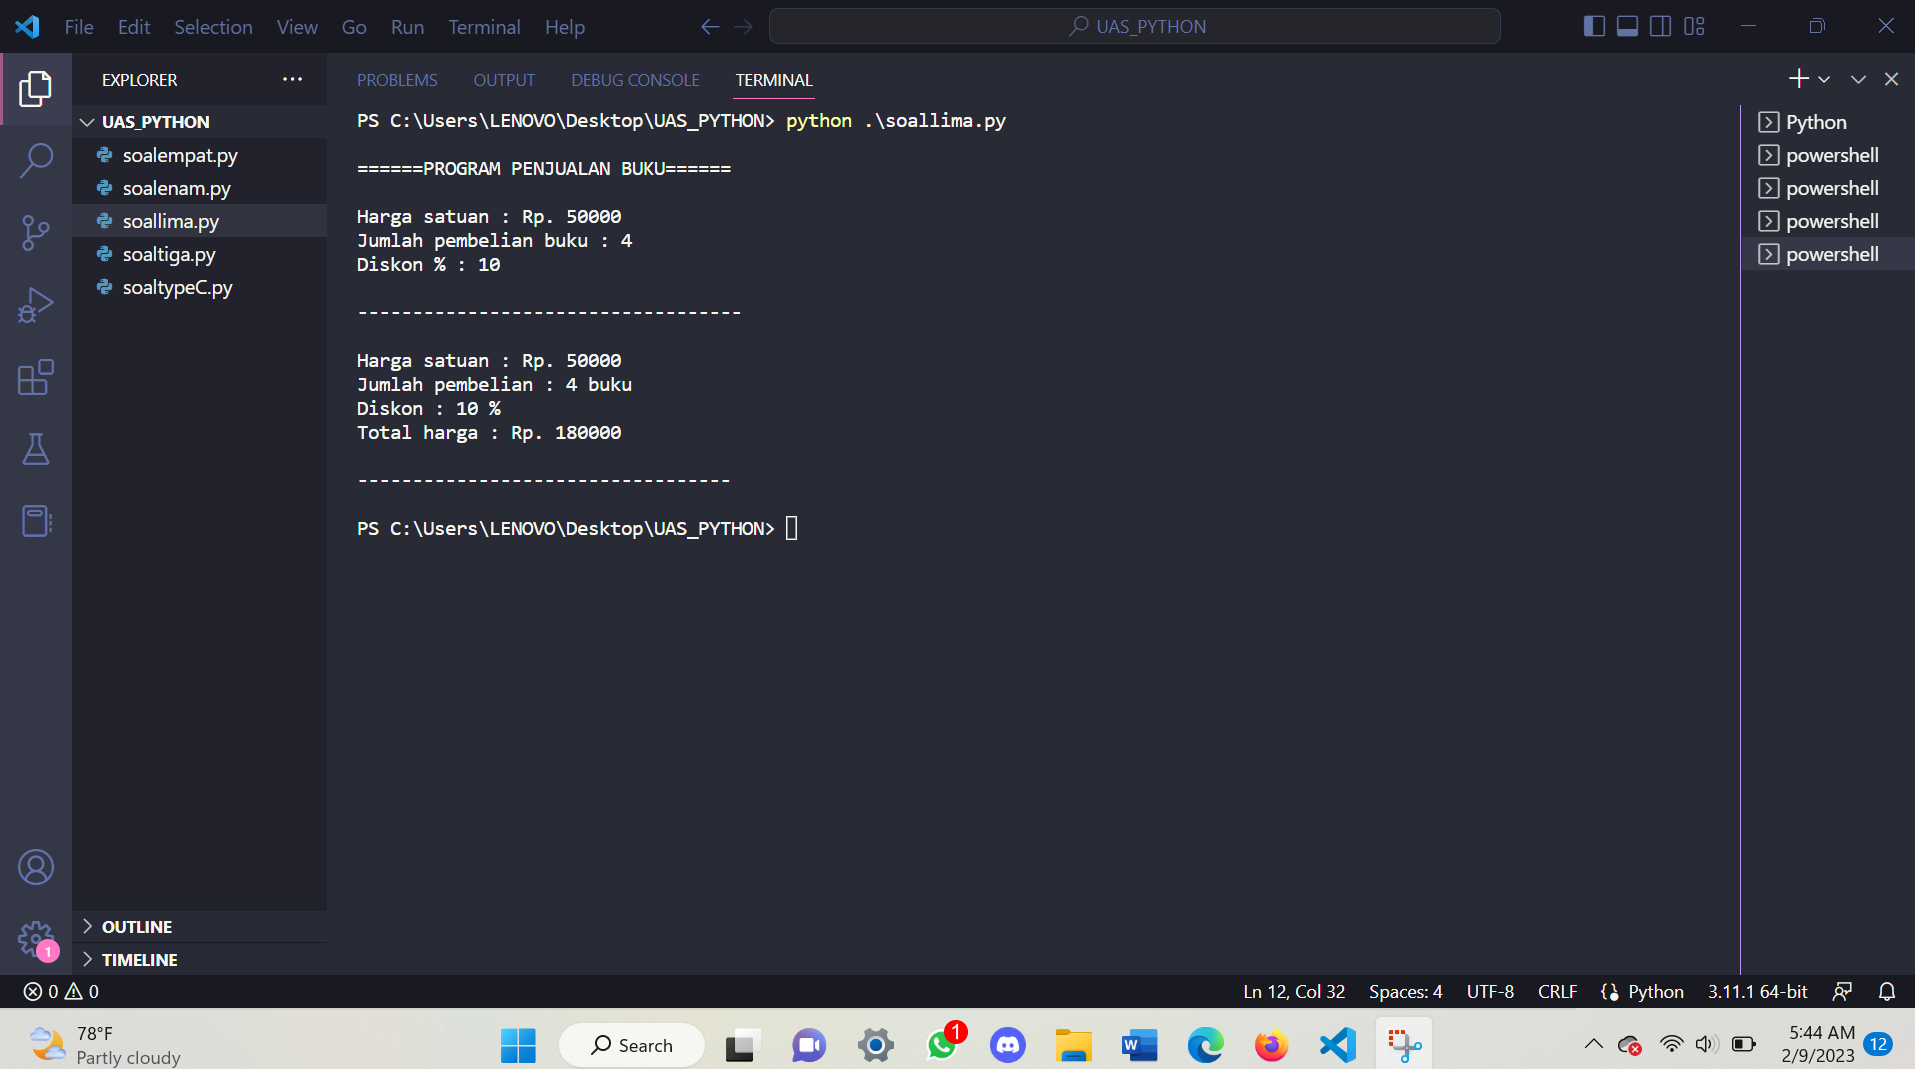 File Edit Selection View Go Run Terminal Help
UAS_PYTHON
EXPLORER
UAS_PYTHON
soalempat.py
soalenam.py
soallima.py
soaltiga.py
soaltypeC.py
OUTLINE
TIMELINE
1
PROBLEMS OUTPUT DEBUG CONSOLE TERMINAL
PS C:\Users\LENOVO\Desktop\UAS_PYTHON> python .\soallima.py
======PROGRAM PENJUALAN BUKU======
Harga satuan : Rp. 50000
Jumlah pembelian buku : 4
Diskon % : 10
-----------------------------------
Harga satuan : Rp. 50000
Jumlah pembelian : 4 buku
Diskon : 10 %
Total harga : Rp. 180000
----------------------------------
PS C:\Users\LENOVO\Desktop\UAS_PYTHON>
Python
powershell
powershell
powershell
powershell
0 0
Ln 12, Col 32 Spaces: 4 UTF-8 CRLF Python 3.11.1 64-bit
78°F
Partly cloudy
Search
1
W
5:44 AM
2/9/2023
12